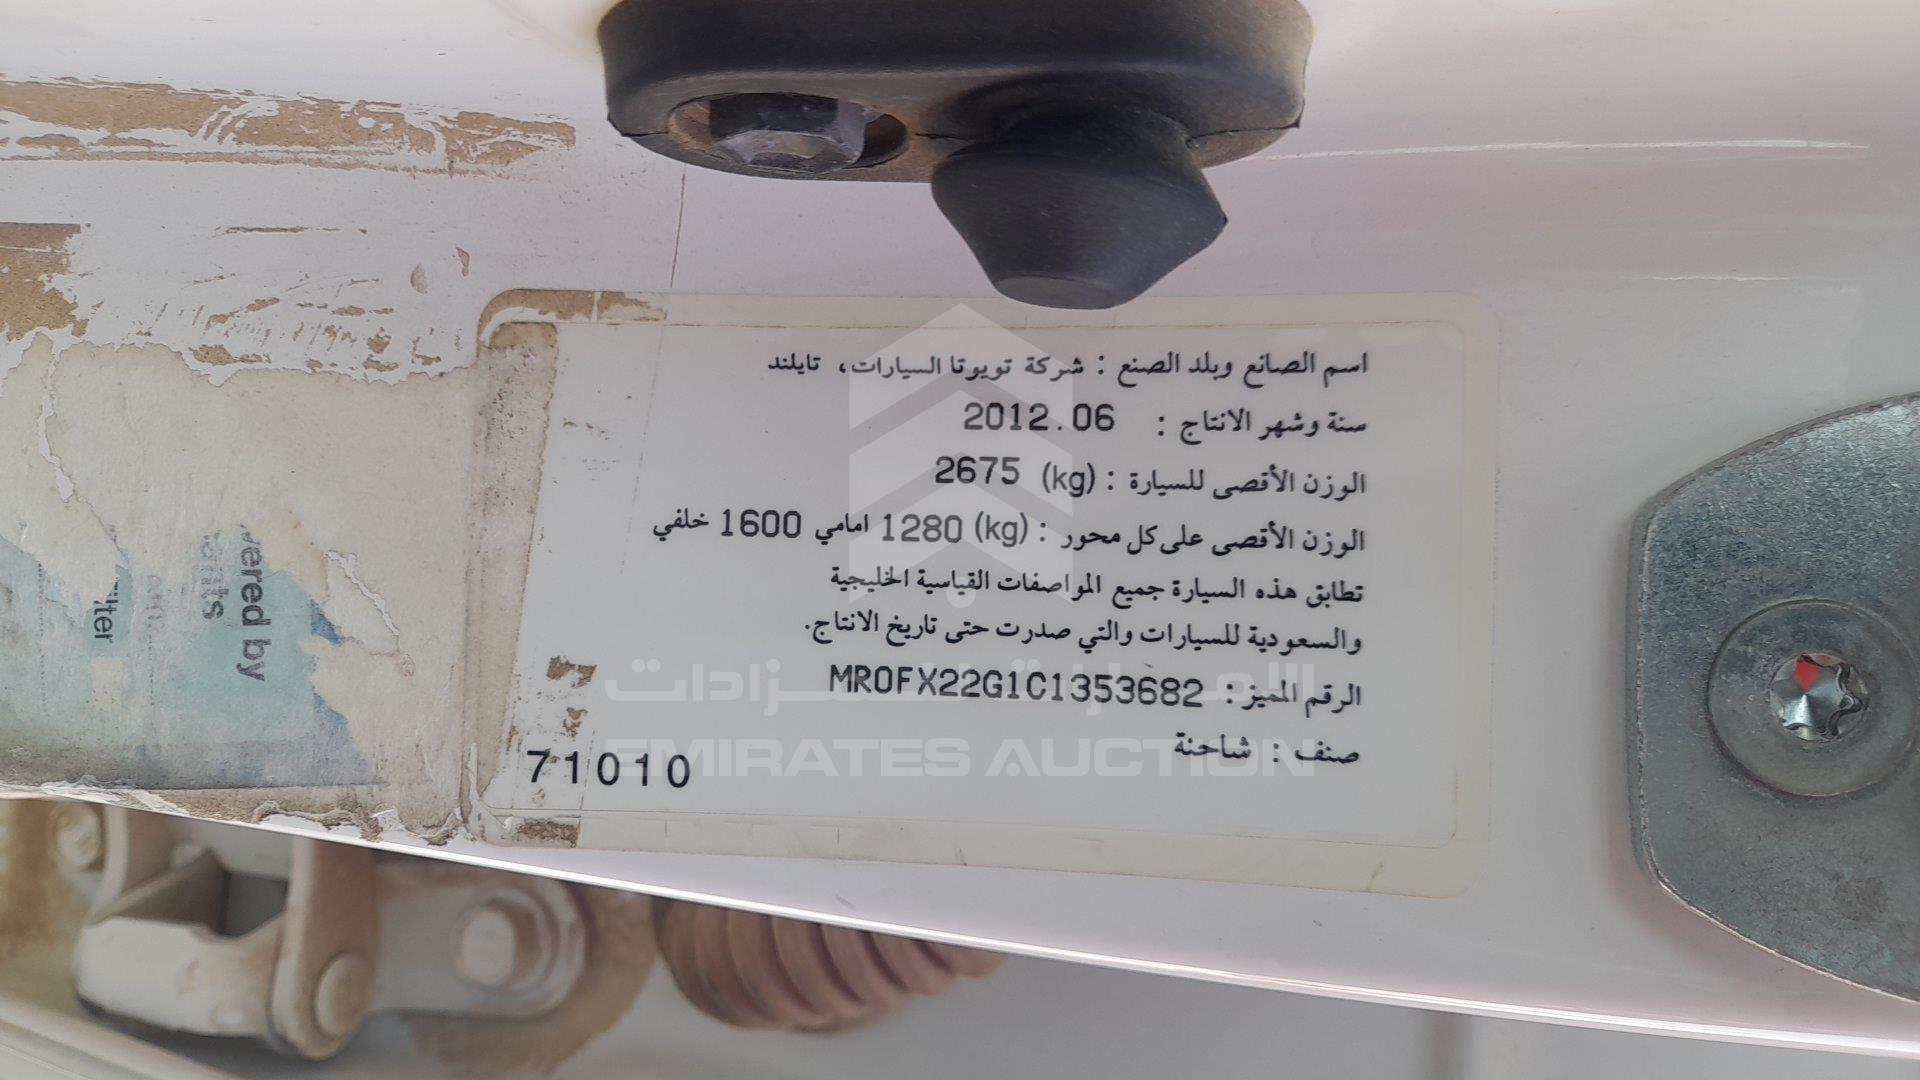 اسم الصانع وبلد الصنع : شركة تويوتا السيارات، تايلند
سنة وشهر الانتاج : 2012.06
الوزن الأقصى للسيارة : (kg) 2675
الوزن الأقصى على كل محور : (kg) 1280 امامي 1600 خلفي
تطابق هذه السيارة جميع المواصفات القياسية الخليجية
والسعودية للسيارات والتي صدرت حتى تاريخ الانتاج.
الرقم المميز : MR0FX22G1C1353682
صنف : شاحنة
71010
الإمارات للمزادات
EMIRATES AUCTION
ered by